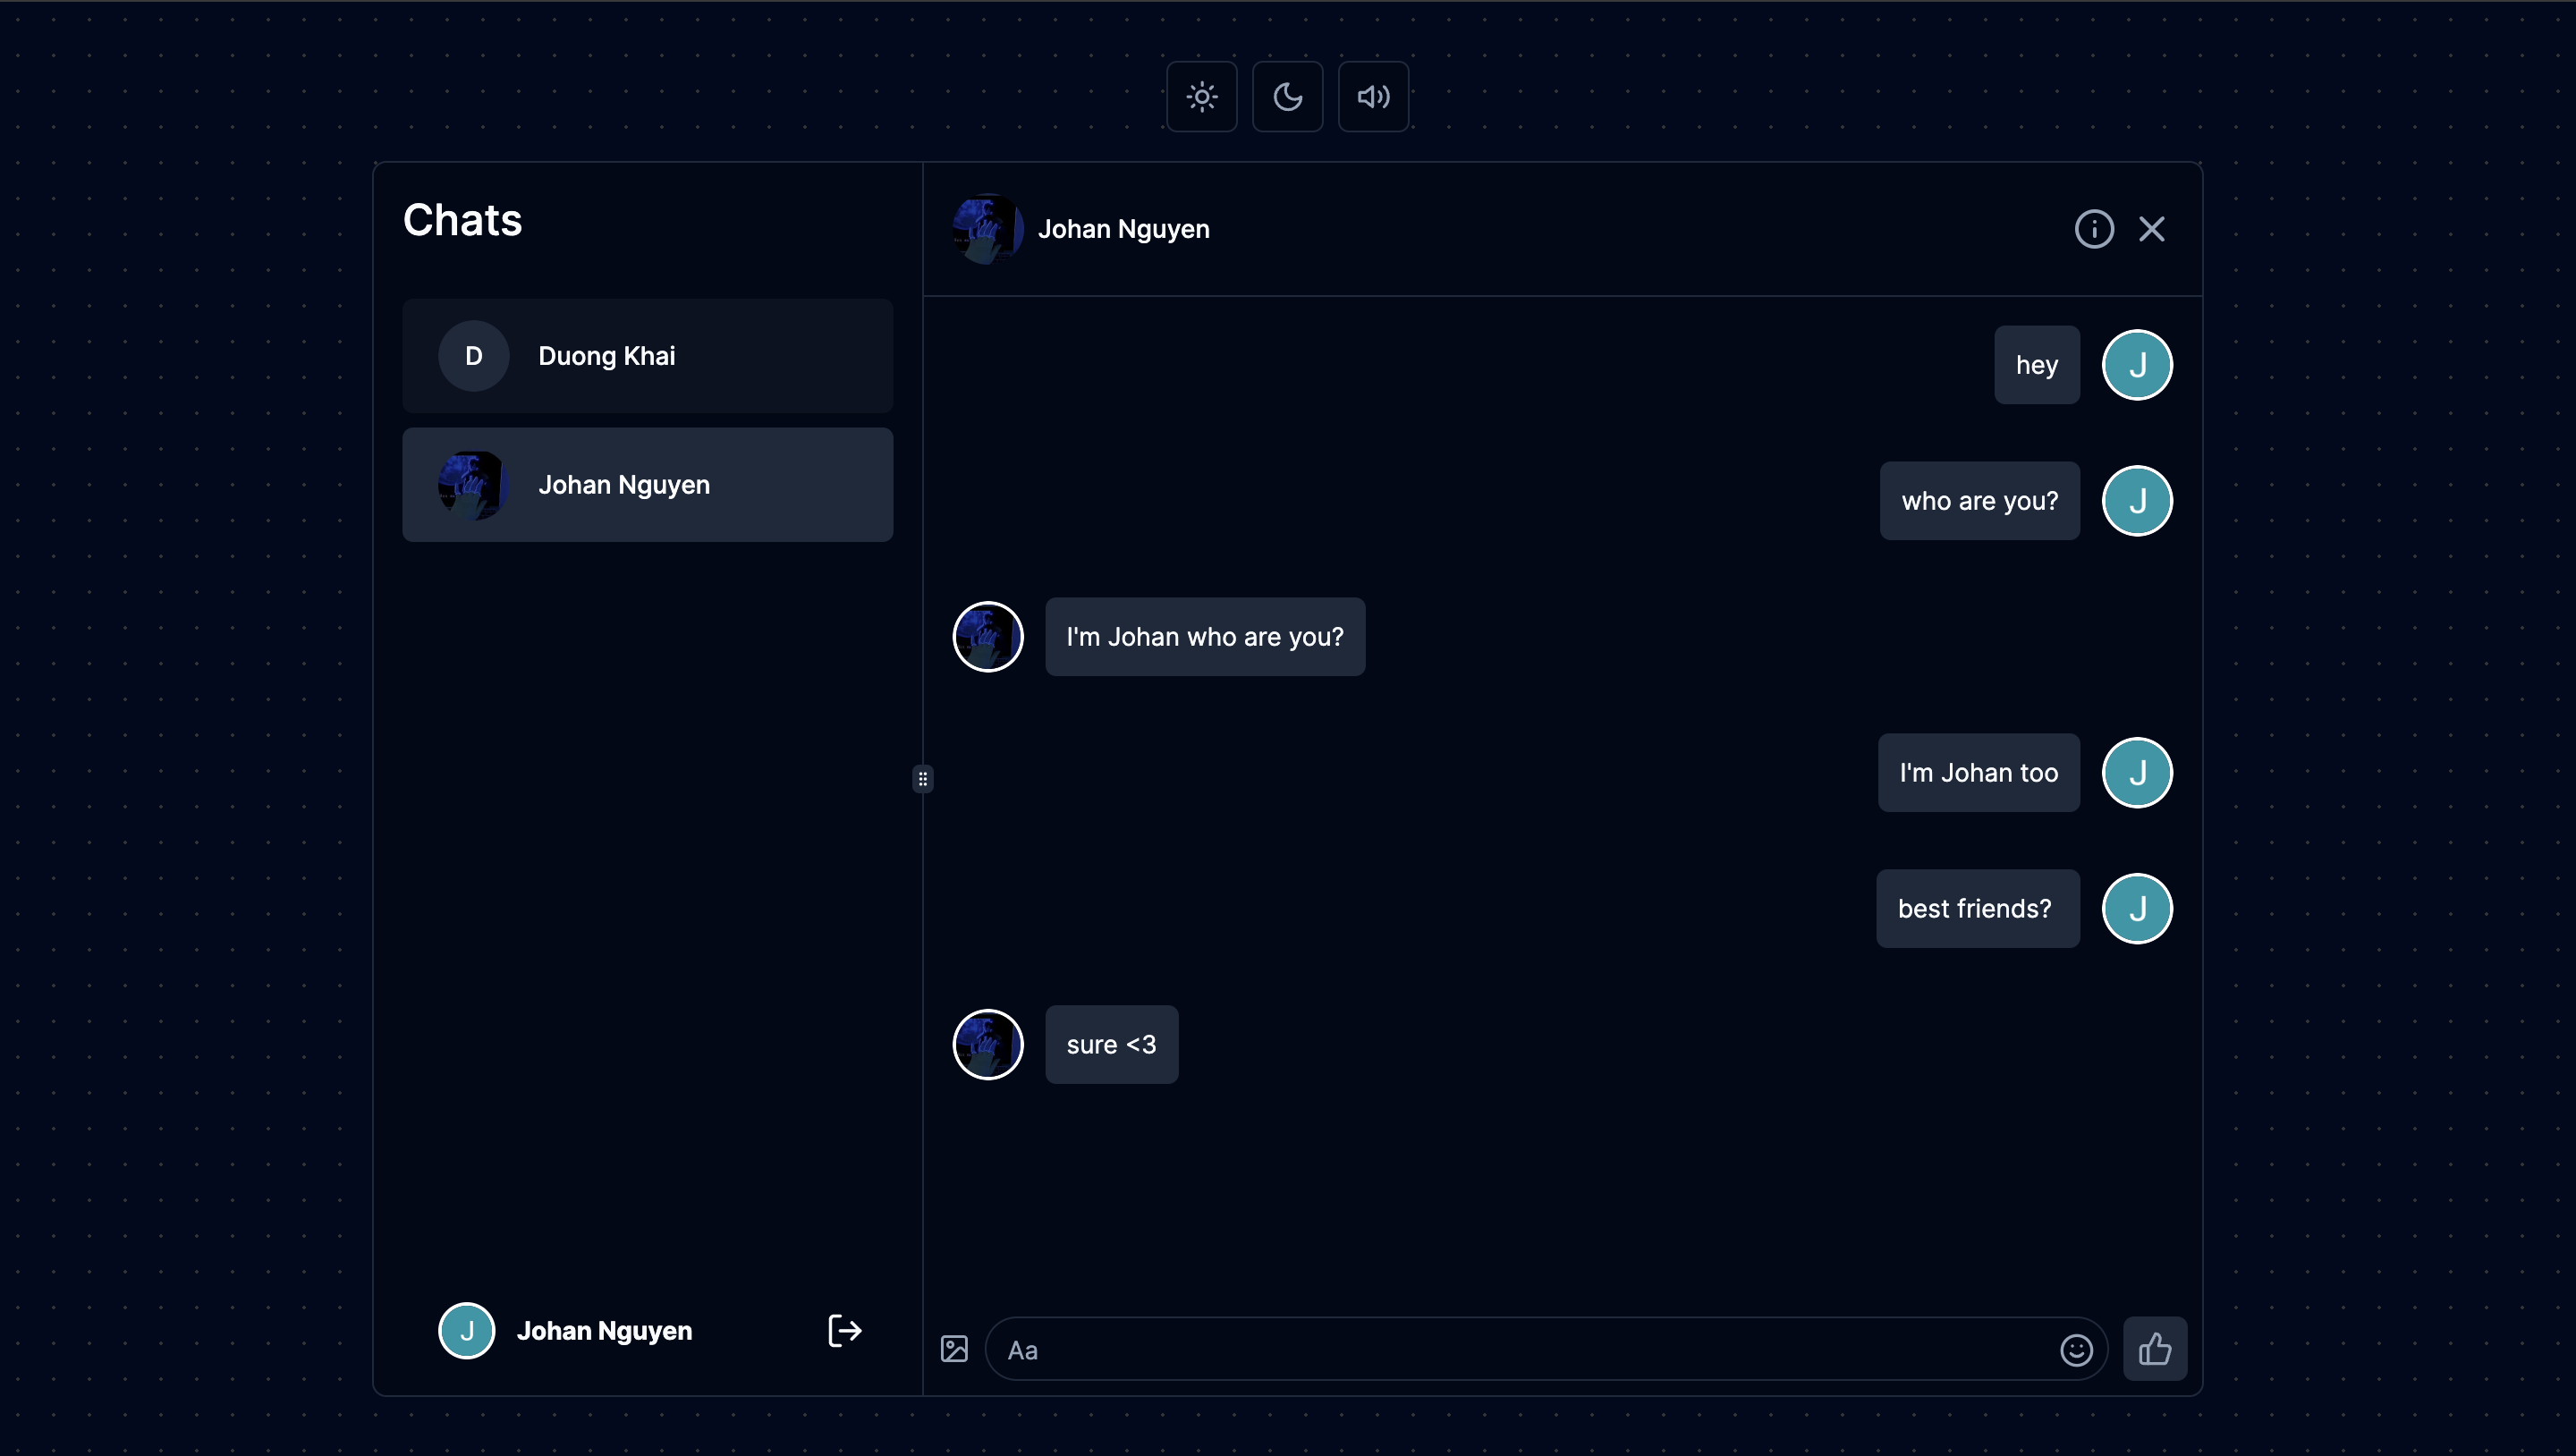 Chats
D
Duong Khai
Johan Nguyen
J
Johan Nguyen
Johan Nguyen
hey
J
who are you?
J
I'm Johan who are you?
I'm Johan too
J
best friends?
J
sure <3
Aa